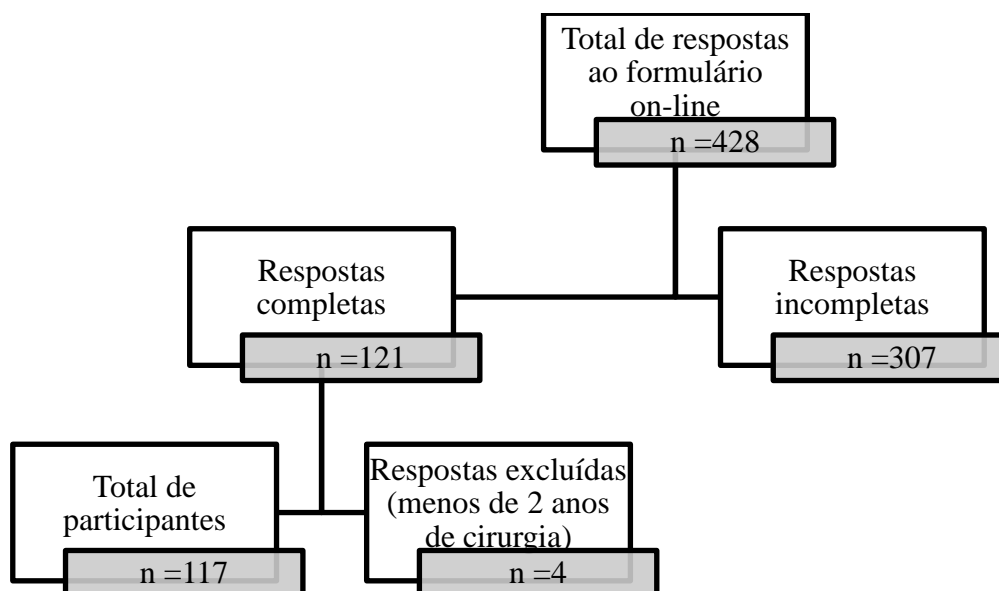 Total de respostas
ao formulário
on-line
n =428
Respostas
completas
n =121
Respostas
incompletas
n =307
Total de
participantes
n =117
Respostas excluídas
(menos de 2 anos
de cirurgia)
n =4